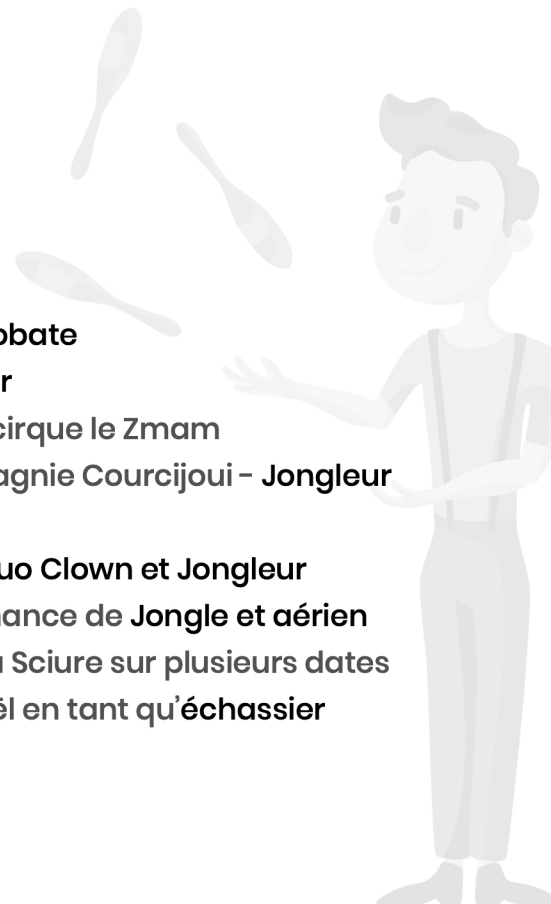 obate
r
cirque le Zmam
agnie Courcijoui - Jongleur
uo Clown et Jongleur
ance de Jongle et aérien
Sciure sur plusieurs dates
ël en tant qu’échassier